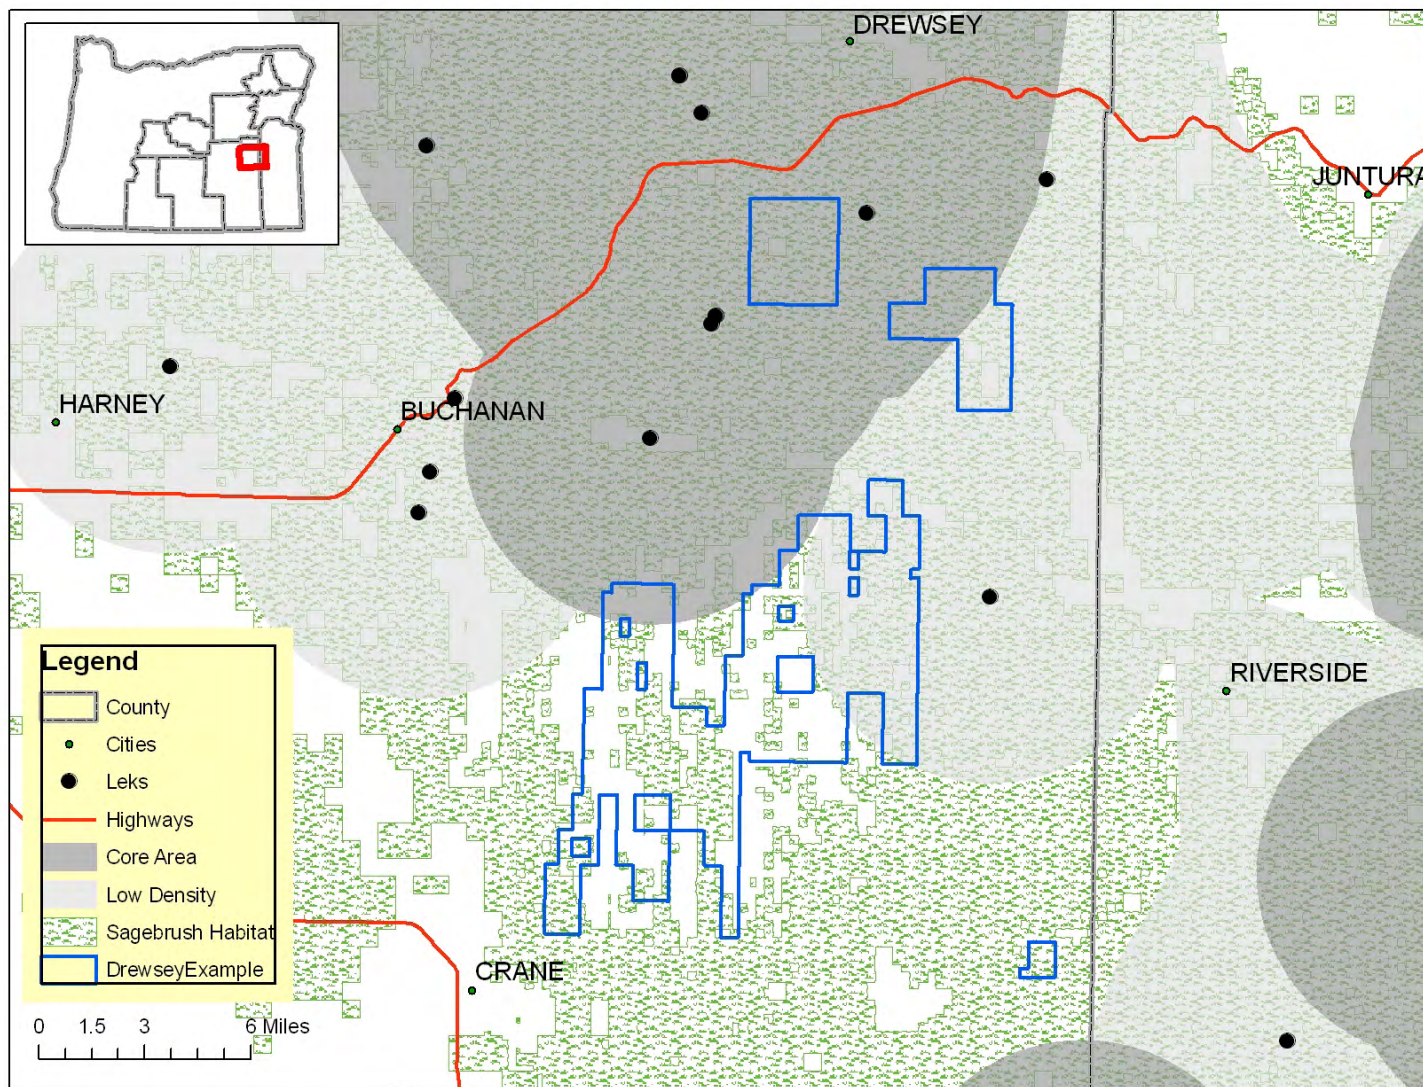 DREWSEY
JUNTURA
HARNEY
BUCHANAN
RIVERSIDE
CRANE
Legend
County
Cities
Leks
Highways
Core Area
Low Density
Sagebrush Habitat
DrewseyExample
0 1.5 3 6 Miles